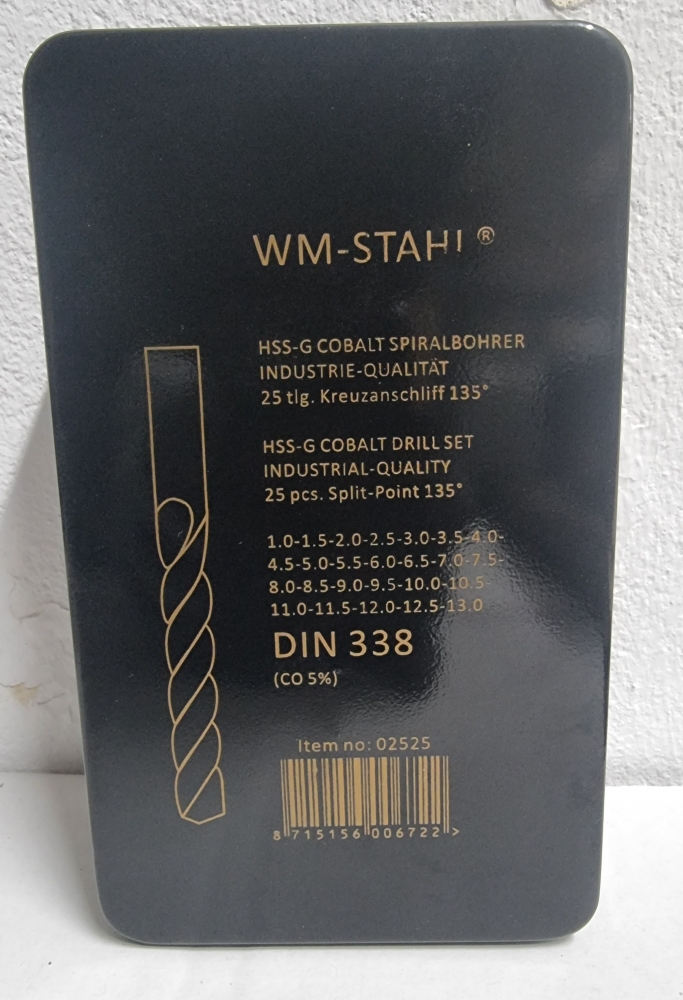 WM-STAHl ®
HSS-G COBALT SPIRALBOHRER
INDUSTRIE-QUALITÄT
25 tlg. Kreuzanschliff 135°
HSS-G COBALT DRILL SET
INDUSTRIAL-QUALITY
25 pcs. Split-Point 135°
1.0-1.5-2.0-2.5-3.0-3.5-4.0-
4.5-5.0-5.5-6.0-6.5-7.0-7.5-
8.0-8.5-9.0-9.5-10.0-10.5-
11.0-11.5-12.0-12.5-13.0
DIN 338
(CO 5%)
Item no: 02525
8 715156 006722 >